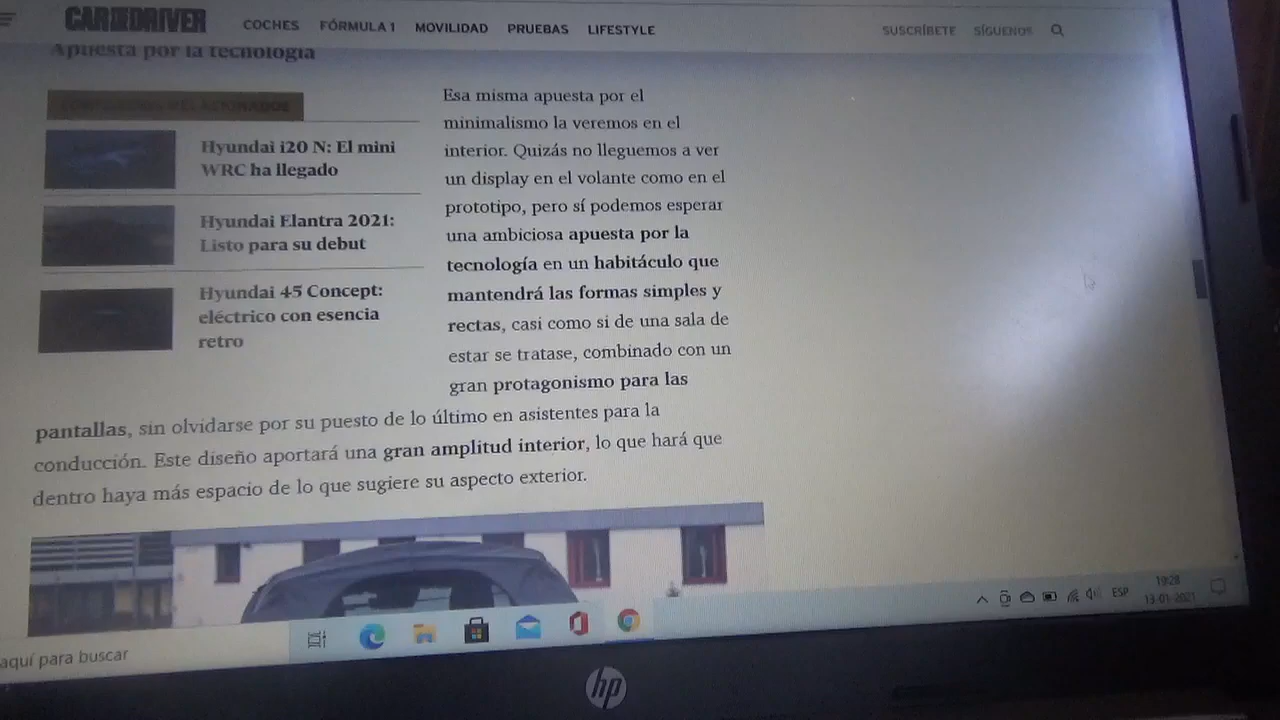 CAR AND DRIVER
COCHES FÓRMULA 1 MOVILIDAD PRUEBAS LIFESTYLE
SUSCRÍBETE SÍGUENOS
Apuesta por la tecnología
Hyundai i20 N: El mini
WRC ha llegado
Hyundai Elantra 2021:
Listo para su debut
Hyundai 45 Concept:
eléctrico con esencia
retro
Esa misma apuesta por el
minimalismo la veremos en el
interior. Quizás no lleguemos a ver
un display en el volante como en el
prototipo, pero sí podemos esperar
una ambiciosa apuesta por la
tecnología en un habitáculo que
mantendrá las formas simples y
rectas, casi como si de una sala de
estar se tratase, combinado con un
gran protagonismo para las
pantallas, sin olvidarse por su puesto de lo último en asistentes para la
conducción. Este diseño aportará una gran amplitud interior, lo que hará que
dentro haya más espacio de lo que sugiere su aspecto exterior.
aquí para buscar
ESP
19:28
13-01-2021
hp